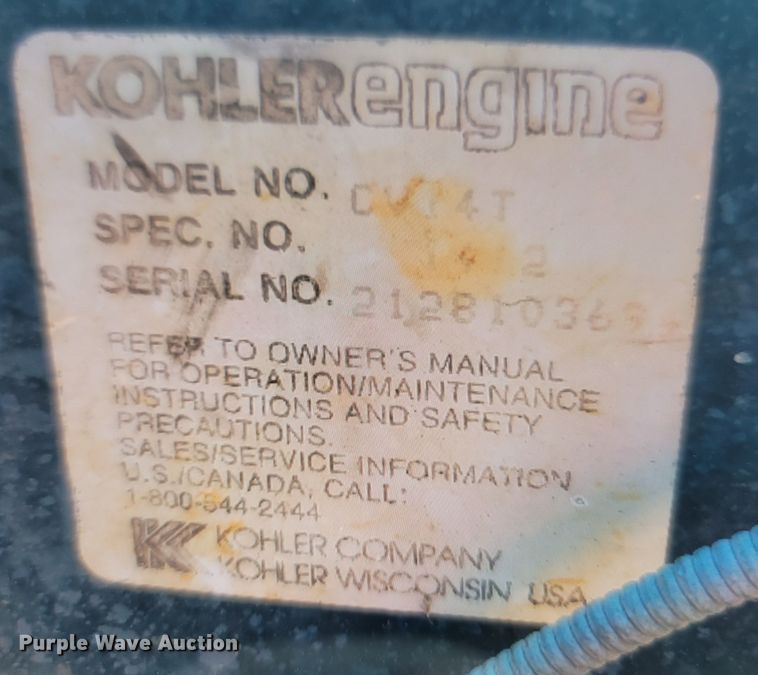 KOHLERengine
MODEL NO.
SPEC. NO.
SERIAL NO. 212810369
REFER TO OWNER'S MANUAL
FOR OPERATION/MAINTENANCE
INSTRUCTIONS AND SAFETY
PRECAUTIONS.
SALES/SERVICE INFORMATION
U.S./CANADA, CALL:
1-800-544-2444
KOHLER COMPANY
KOHLER WISCONSIN USA
Purple Wave Auction